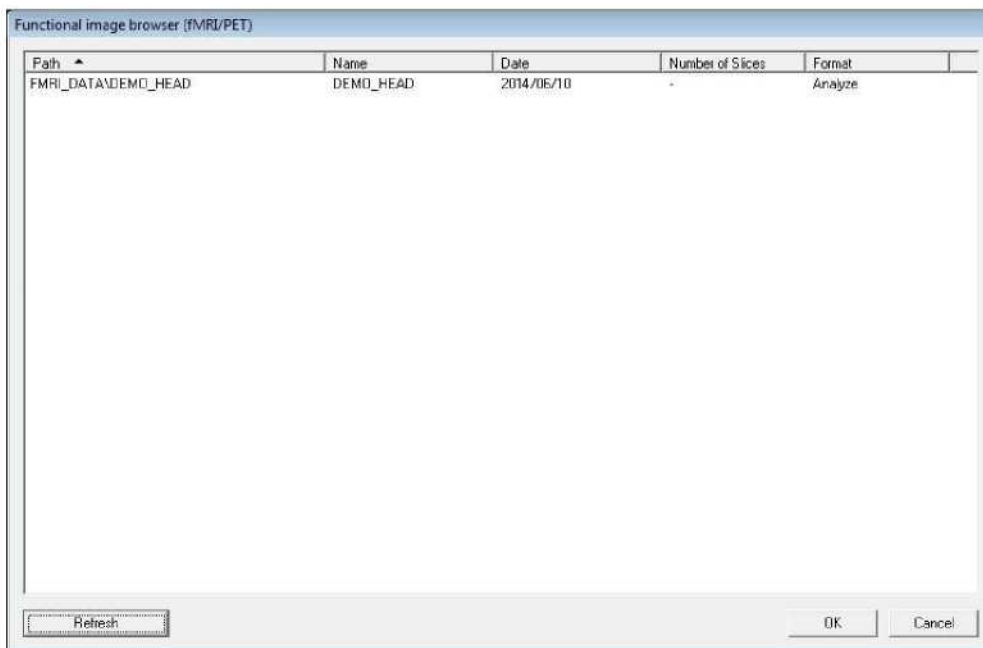 Functional image browser (fMRI/PET)
Path Name Date Number of Slices Format
FMRI_DATA\DEMO_HEAD DEMO_HEAD 2014/06/10 - Analyze
Refresh OK Cancel